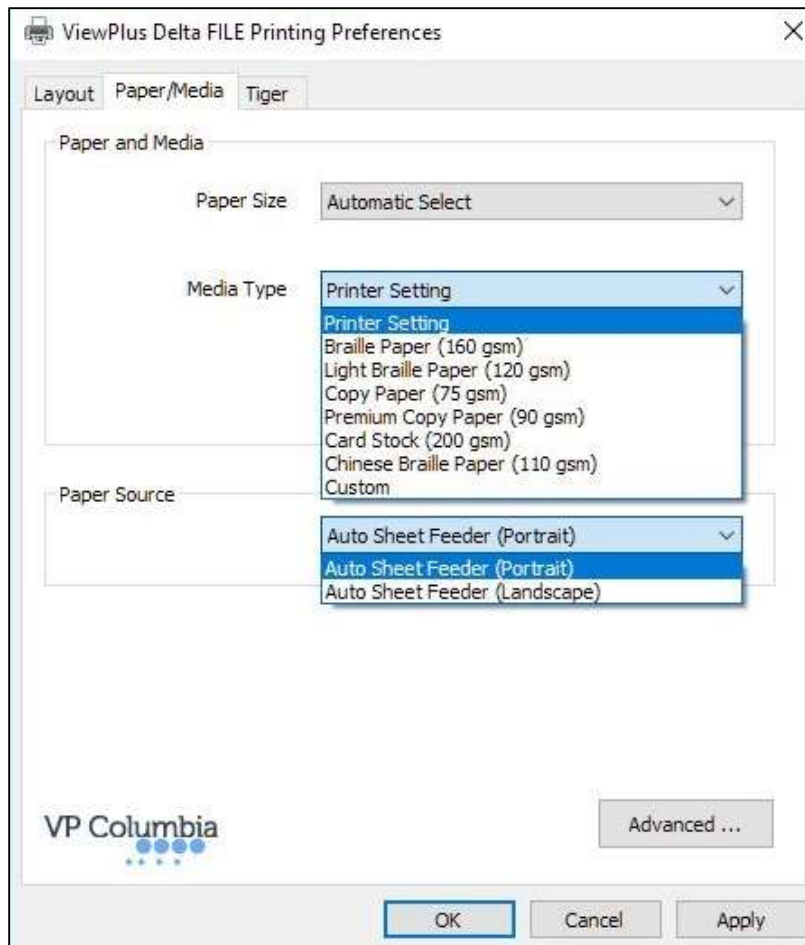 ViewPlus Delta FILE Printing Preferences
Layout Paper/Media Tiger
Paper and Media
Paper Size Automatic Select
Media Type Printer Setting
Printer Setting
Braille Paper (160 gsm)
Light Braille Paper (120 gsm)
Copy Paper (75 gsm)
Premium Copy Paper (90 gsm)
Card Stock (200 gsm)
Chinese Braille Paper (110 gsm)
Custom
Paper Source
Auto Sheet Feeder (Portrait)
Auto Sheet Feeder (Portrait)
Auto Sheet Feeder (Landscape)
VP Columbia
Advanced ...
OK Cancel Apply